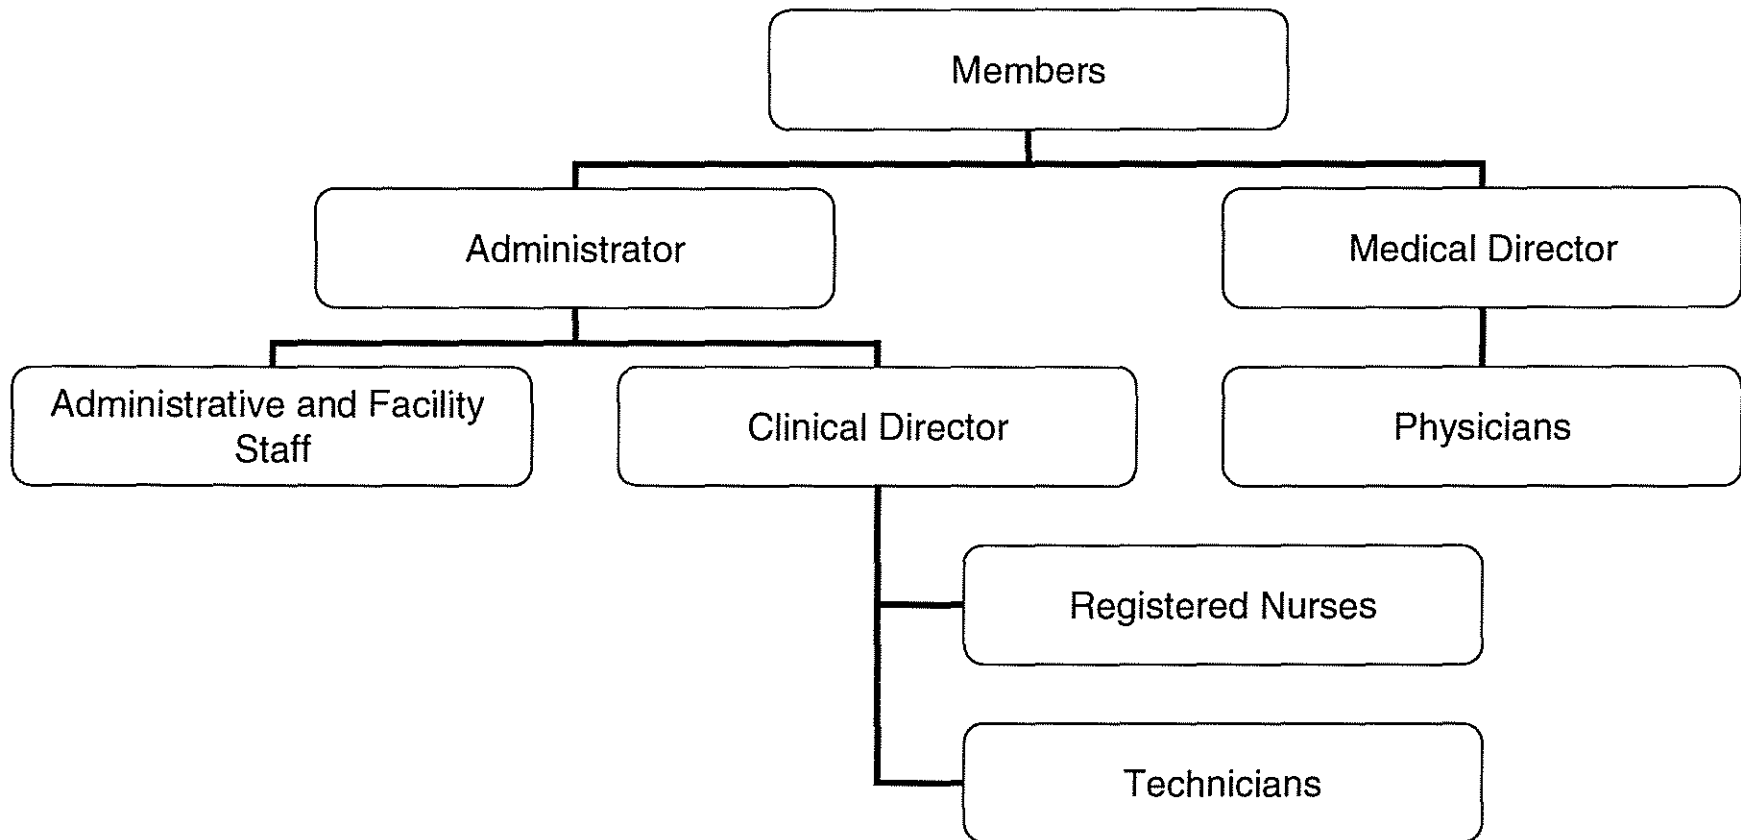 Members
Administrator
Medical Director
Administrative and Facility
Staff
Clinical Director
Physicians
Registered Nurses
Technicians